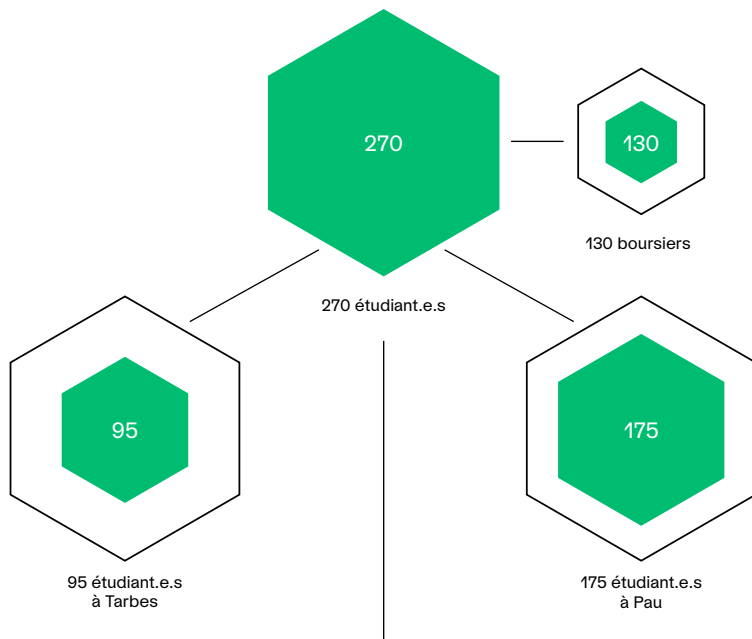 270
130
130 boursiers
270 étudiant.e.s
95
175
95 étudiant.e.s
à Tarbes
175 étudiant.e.s
à Pau